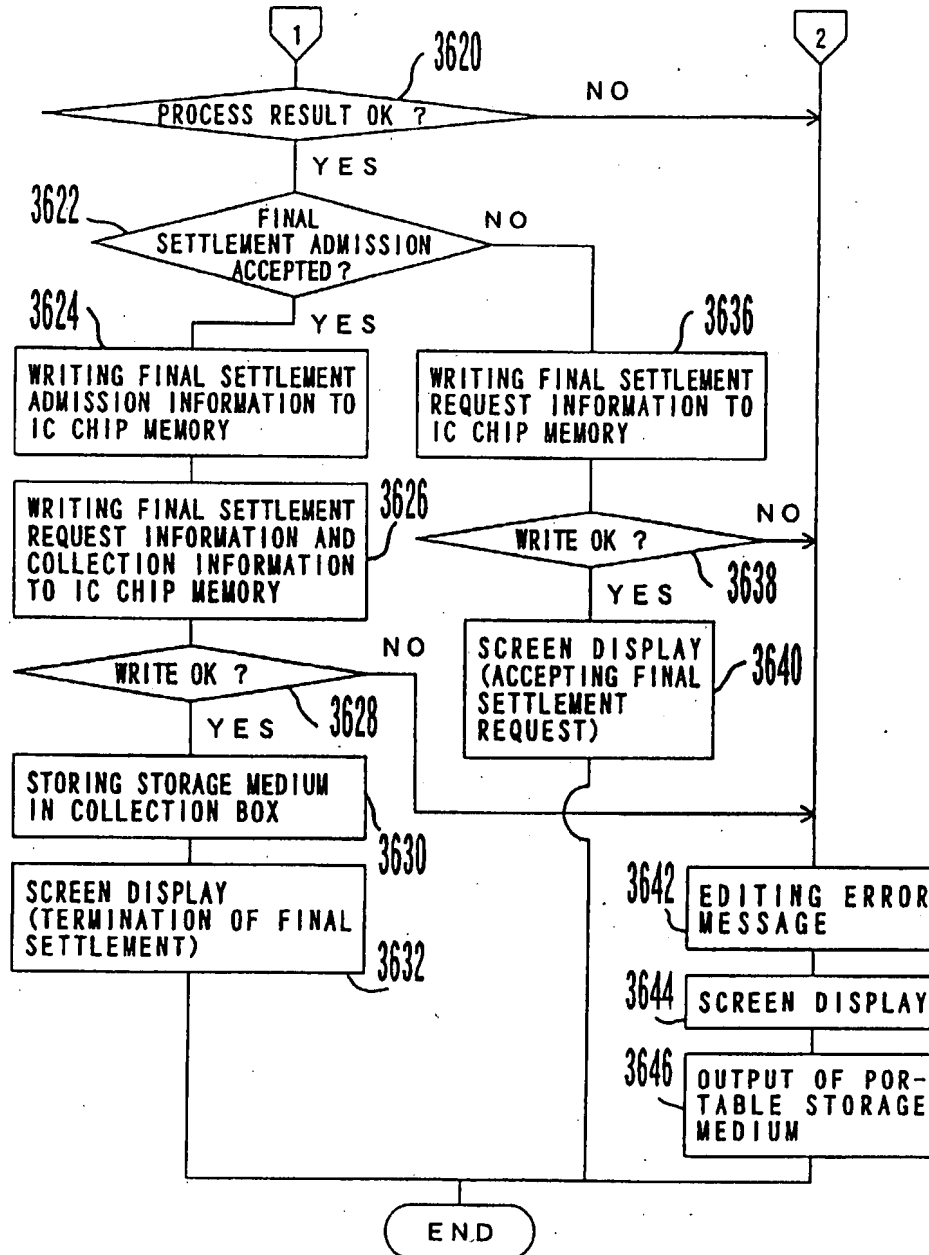 1
2
3620
PROCESS RESULT OK ?
NO
YES
3622
FINAL
SETTLEMENT ADMISSION
ACCEPTED?
NO
YES
3624
WRITING FINAL SETTLEMENT
ADMISSION INFORMATION TO
IC CHIP MEMORY
3636
WRITING FINAL SETTLEMENT
REQUEST INFORMATION TO
IC CHIP MEMORY
WRITING FINAL SETTLEMENT
REQUEST INFORMATION AND
COLLECTION INFORMATION
TO IC CHIP MEMORY
3626
WRITE OK ?
NO
3638
YES
WRITE OK ?
NO
3628
YES
SCREEN DISPLAY
(ACCEPTING FINAL
SETTLEMENT
REQUEST)
3640
STORING STORAGE MEDIUM
IN COLLECTION BOX
3630
SCREEN DISPLAY
(TERMINATION OF FINAL
SETTLEMENT)
3632
3642
EDITING ERROR
MESSAGE
3644
SCREEN DISPLAY
3646
OUTPUT OF POR-
TABLE STORAGE
MEDIUM
END